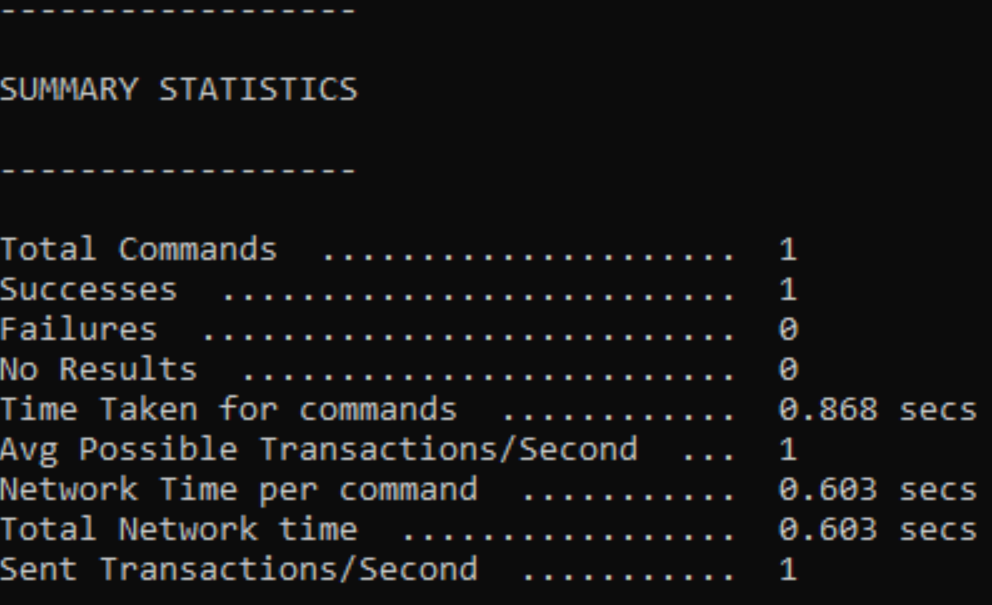 ------------------
SUMMARY STATISTICS
------------------
Total Commands  .....................  1
Successes  ..........................  1
Failures  ...........................  0
No Results  .........................  0
Time Taken for commands  ............  0.868 secs
Avg Possible Transactions/Second  ...  1
Network Time per command  ...........  0.603 secs
Total Network time  .................  0.603 secs
Sent Transactions/Second  ...........  1